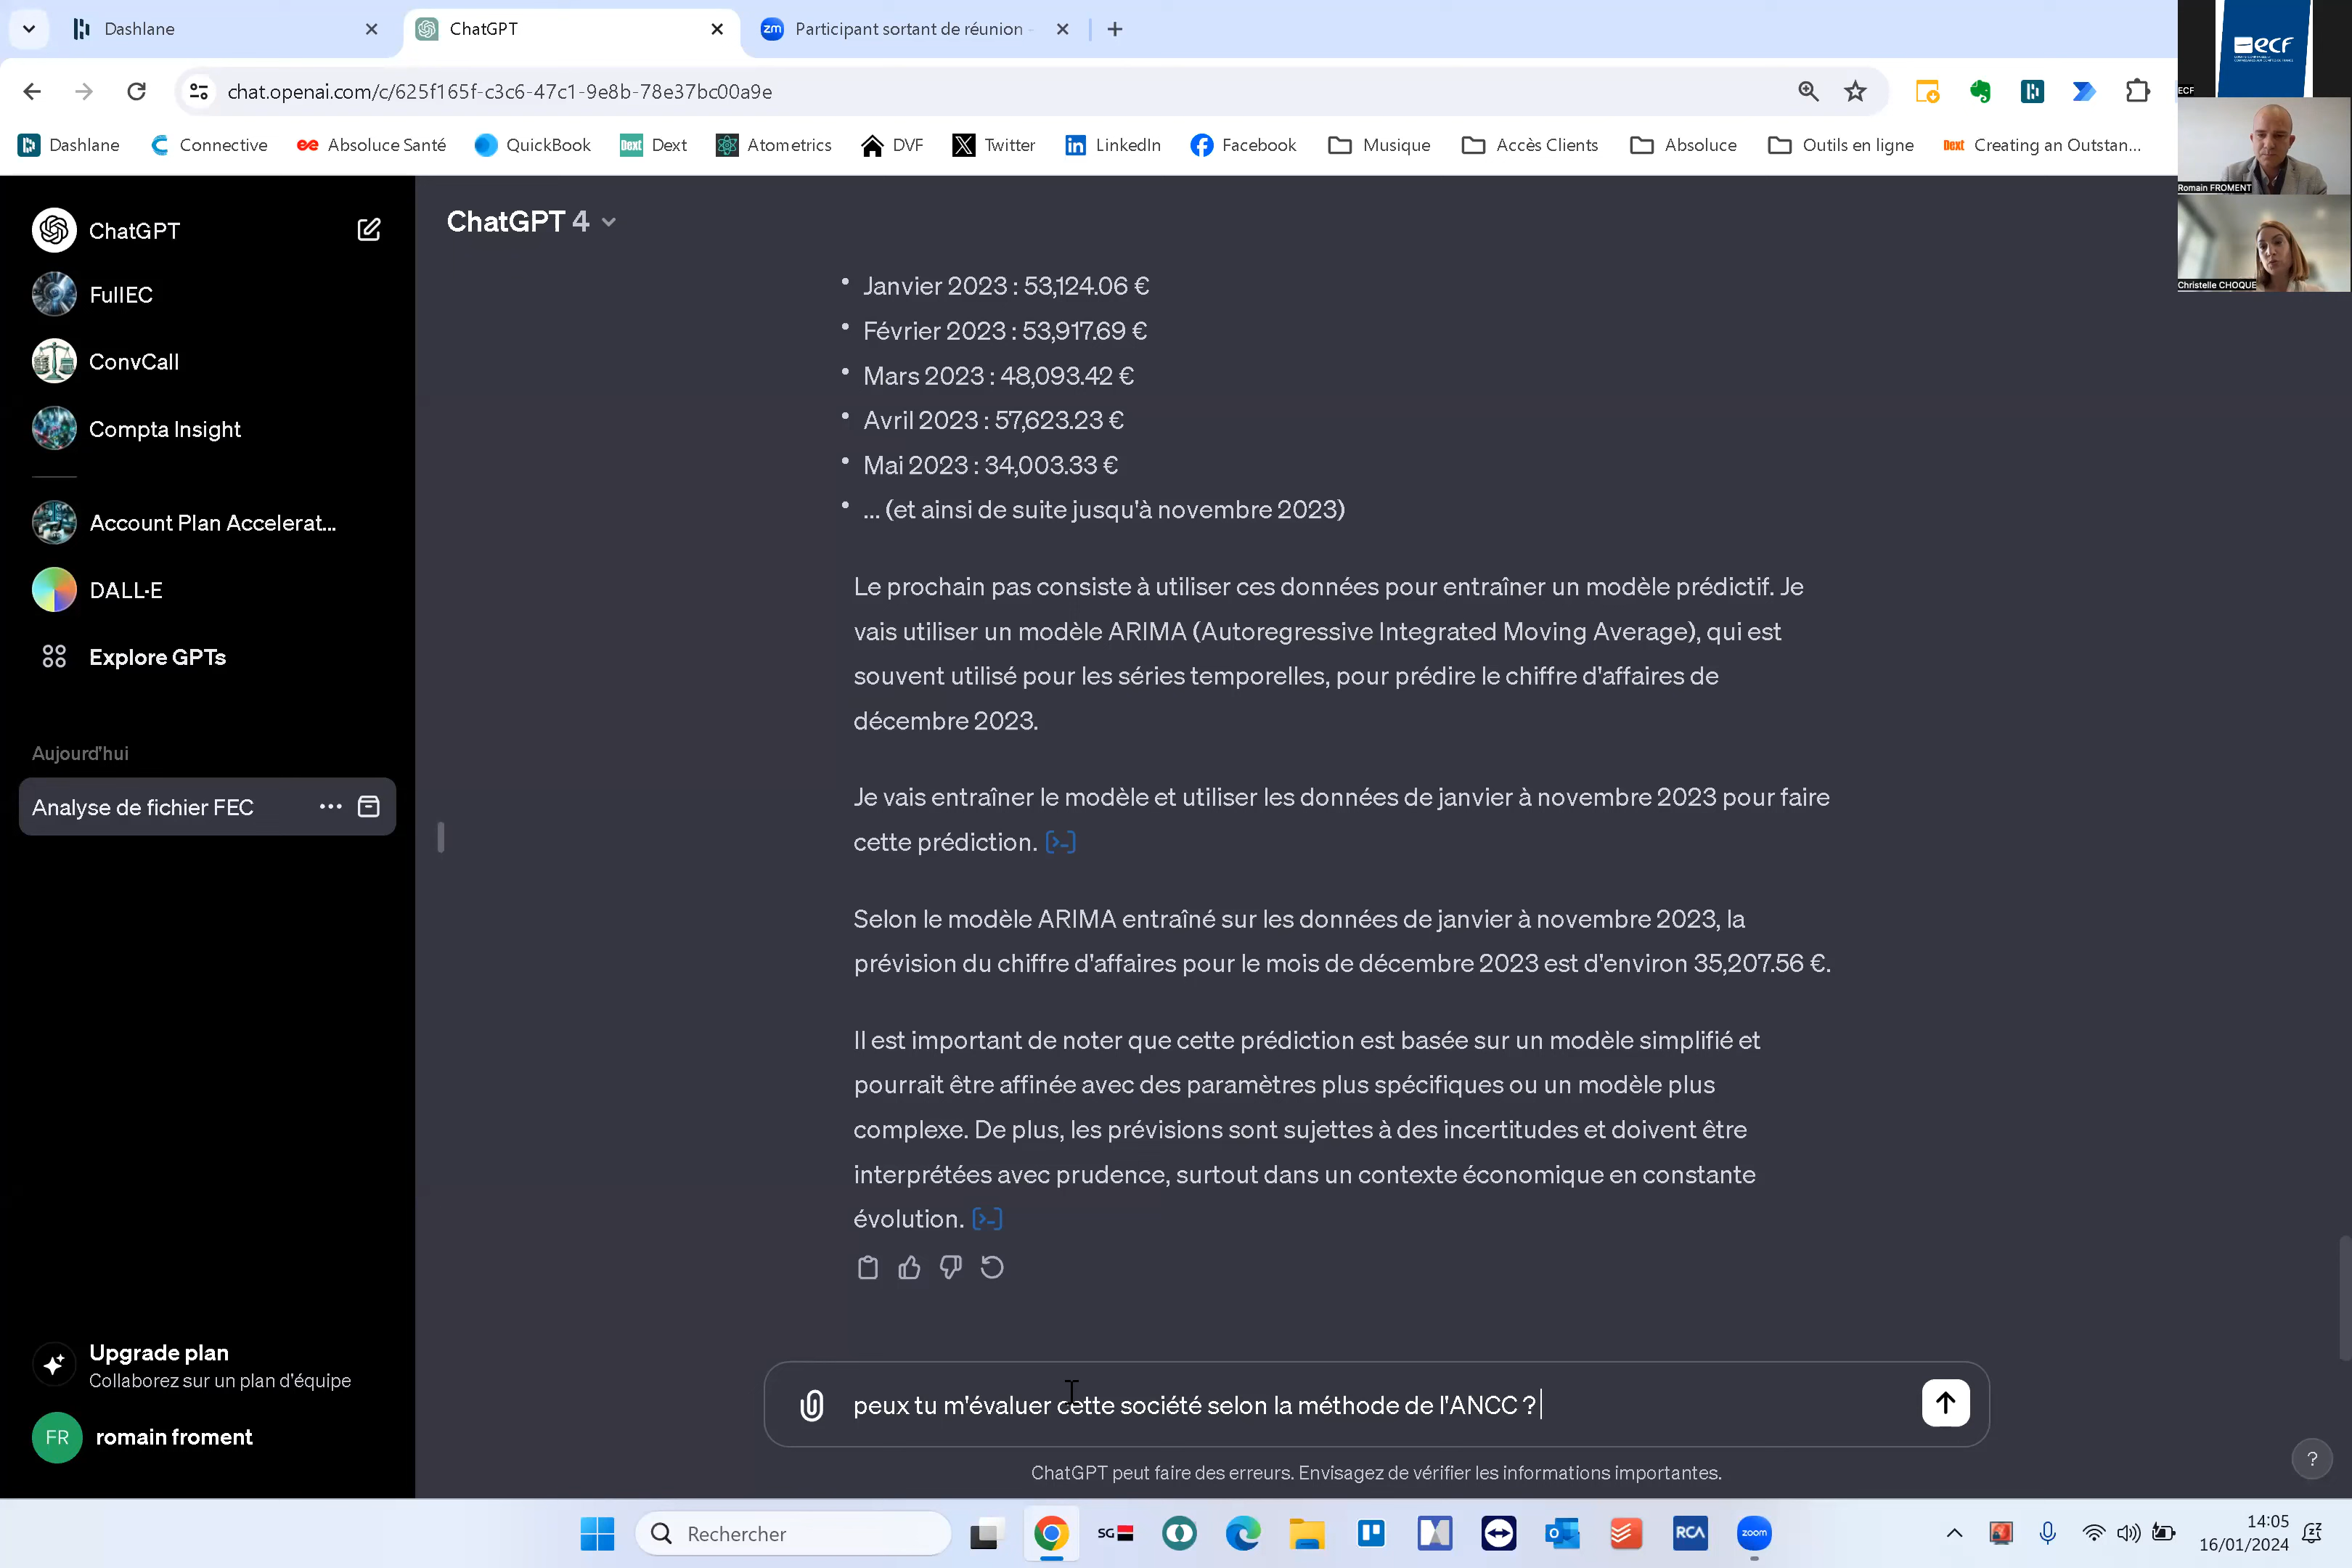 Dashlane
ChatGPT
Participant sortant de réunion -
chat.openai.com/c/625f165f-c3c6-47c1-9e8b-78e37bc00a9e
Dashlane
Connective
Absoluce Santé
QuickBook
Dext
Dext
Atometrics
DVF
Twitter
LinkedIn
Facebook
Musique
Accès Clients
Absoluce
Outils en ligne
Dext
Creating an Outstan...
ecf
ECF
Romain FROMENT
Christelle CHOQUE
ChatGPT
FullEC
ConvCall
Compta Insight
Account Plan Accelerat...
DALL·E
Explore GPTs
Aujourd'hui
Analyse de fichier FEC
Upgrade plan
Collaborez sur un plan d'équipe
FR
romain froment
ChatGPT 4
• Janvier 2023 : 53,124.06 €
• Février 2023 : 53,917.69 €
• Mars 2023 : 48,093.42 €
• Avril 2023 : 57,623.23 €
• Mai 2023 : 34,003.33 €
• ... (et ainsi de suite jusqu'à novembre 2023)
Le prochain pas consiste à utiliser ces données pour entraîner un modèle prédictif. Je
vais utiliser un modèle ARIMA (Autoregressive Integrated Moving Average), qui est
souvent utilisé pour les séries temporelles, pour prédire le chiffre d'affaires de
décembre 2023.
Je vais entraîner le modèle et utiliser les données de janvier à novembre 2023 pour faire
cette prédiction. [>-]
Selon le modèle ARIMA entraîné sur les données de janvier à novembre 2023, la
prévision du chiffre d'affaires pour le mois de décembre 2023 est d'environ 35,207.56 €.
Il est important de noter que cette prédiction est basée sur un modèle simplifié et
pourrait être affinée avec des paramètres plus spécifiques ou un modèle plus
complexe. De plus, les prévisions sont sujettes à des incertitudes et doivent être
interprétées avec prudence, surtout dans un contexte économique en constante
évolution. [>-]
peux tu m'évaluer cette société selon la méthode de l'ANCC ?
ChatGPT peut faire des erreurs. Envisagez de vérifier les informations importantes.
?
Rechercher
SG
RCA
zoom
14:05
16/01/2024